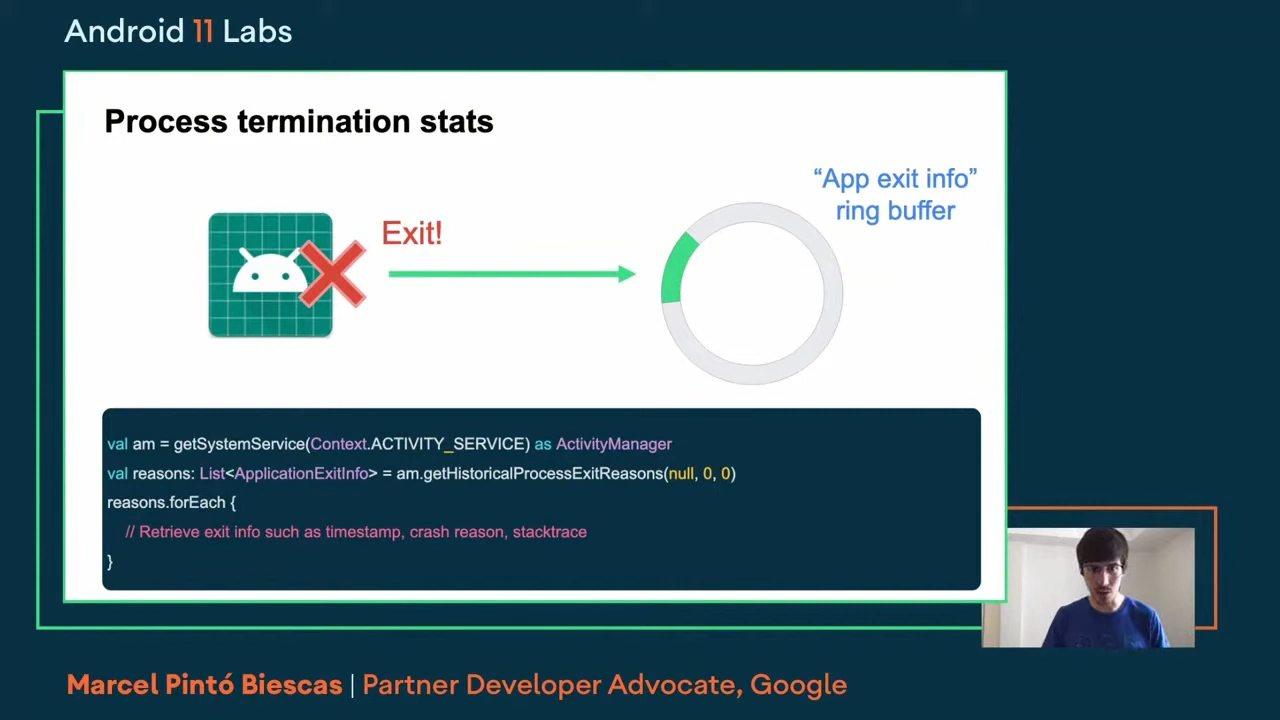 Android 11 Labs
Process termination stats
“App exit info”
ring buffer
Exit!
val am = getSystemService(Context.ACTIVITY_SERVICE) as ActivityManager
val reasons: List<ApplicationExitInfo> = am.getHistoricalProcessExitReasons(null, 0, 0)
reasons.forEach {
// Retrieve exit info such as timestamp, crash reason, stacktrace
}
Marcel Pintó Biescas | Partner Developer Advocate, Google